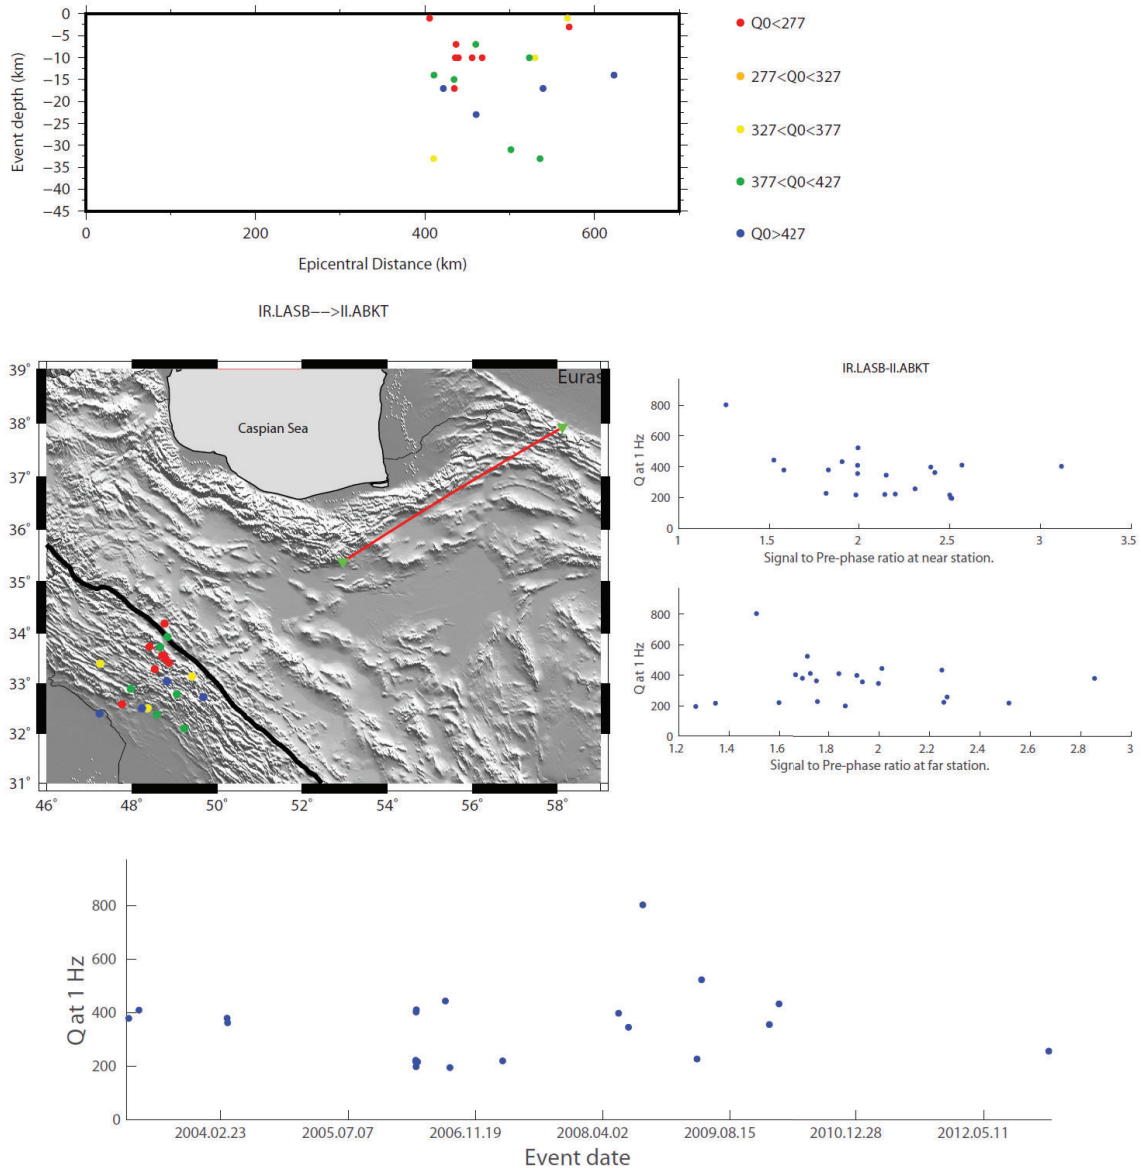 0
−5
−10
−15
−20
−25
−30
−35
−40
−45
Event depth (km)
0 200 400 600
Epicentral Distance (km)
Q0<277
277<Q0<327
327<Q0<377
377<Q0<427
Q0>427
IR.LASB−−>II.ABKT
39˚
38˚
37˚
36˚
35˚
34˚
33˚
32˚
31˚
46˚ 48˚ 50˚ 52˚ 54˚ 56˚ 58˚
Caspian Sea
Euras
IR.LASB-II.ABKT
Q at 1 Hz
800
600
400
200
0
1 1.5 2 2.5 3 3.5
Signal to Pre-phase ratio at near station.
Q at 1 Hz
800
600
400
200
0
1.2 1.4 1.6 1.8 2 2.2 2.4 2.6 2.8 3
Signal to Pre-phase ratio at far station.
Q at 1 Hz
800
600
400
200
0
2004.02.23 2005.07.07 2006.11.19 2008.04.02 2009.08.15 2010.12.28 2012.05.11
Event date